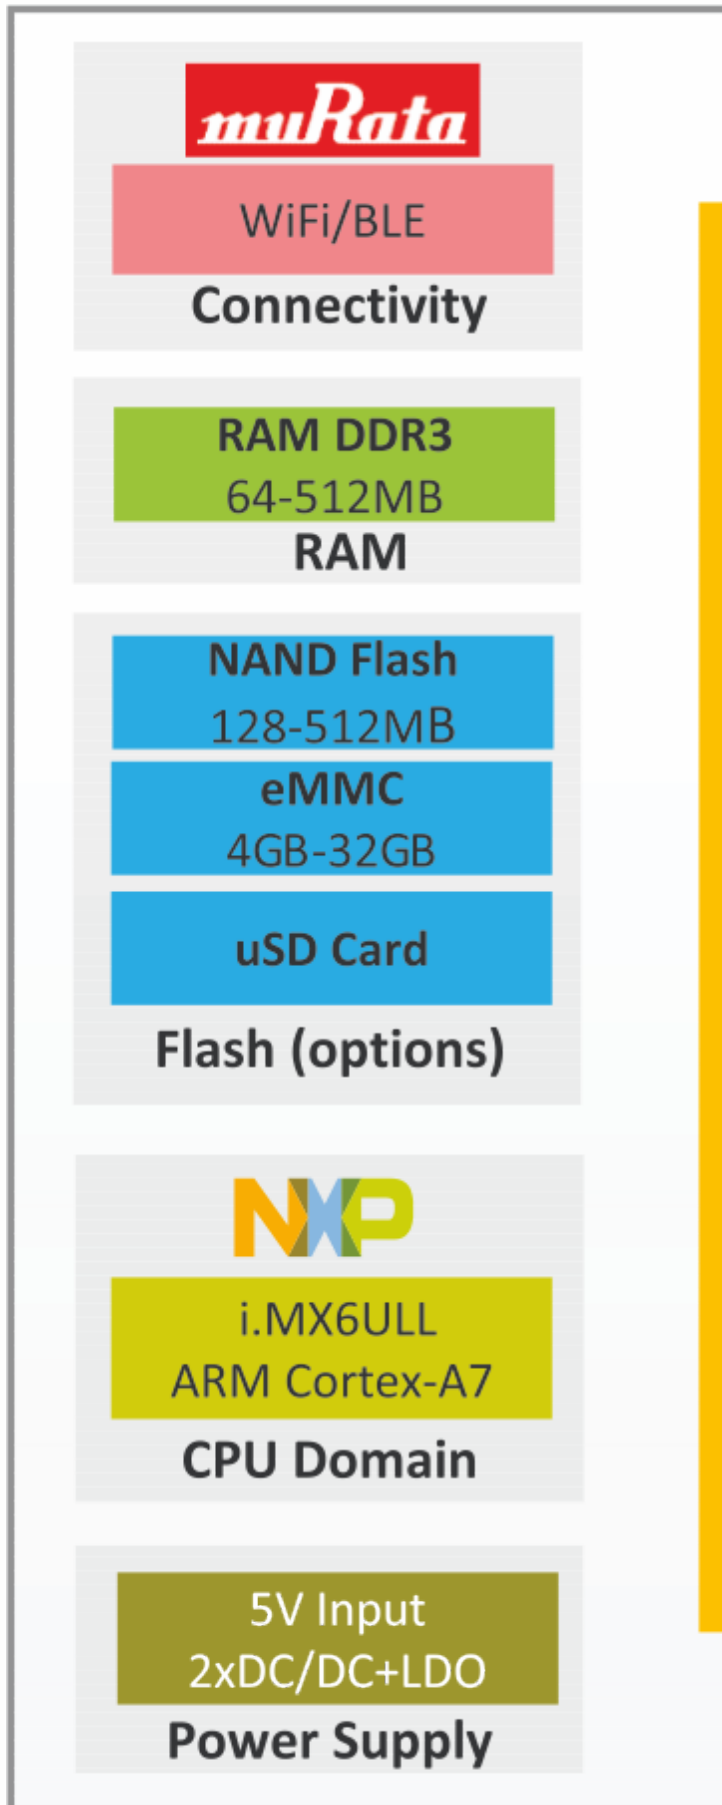 muRata
WiFi/BLE
Connectivity
RAM DDR3
64-512MB
RAM
NAND Flash
128-512MB
eMMC
4GB-32GB
uSD Card
Flash (options)
NXP
i.MX6ULL
ARM Cortex-A7
CPU Domain
5V Input
2xDC/DC+LDO
Power Supply